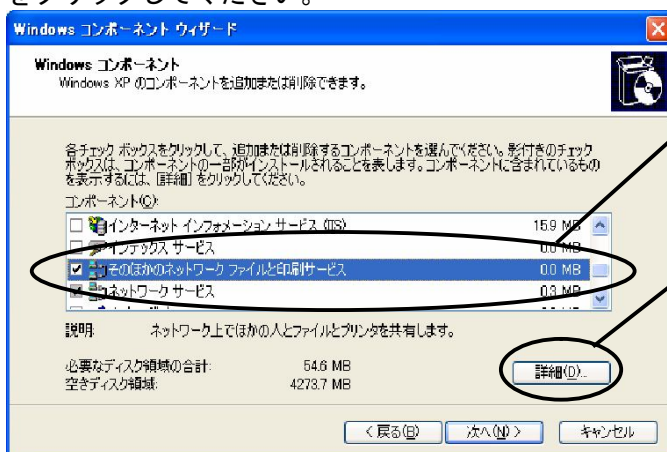 をクリックしてください。
Windows コンポーネント ウィザード
Windows コンポーネント
Windows XP のコンポーネントを追加または削除できます。
各チェック ボックスをクリックして、追加または削除するコンポーネントを選んでください。影付きのチェック
ボックスは、コンポーネントの一部がインストールされることを表します。コンポーネントに含まれているもの
を表示するには、[詳細] をクリックしてください。
コンポーネント(C):
インターネット インフォメーション サービス (IIS) 15.9 MB
インデックス サービス 0.0 MB
そのほかのネットワーク ファイルと印刷サービス 0.0 MB
ネットワーク サービス 0.3 MB
説明: ネットワーク上でほかの人とファイルとプリンタを共有します。
必要なディスク領域の合計: 54.6 MB
空きディスク領域: 4273.7 MB
詳細(D)...
< 戻る(B) 次へ(N) > キャンセル